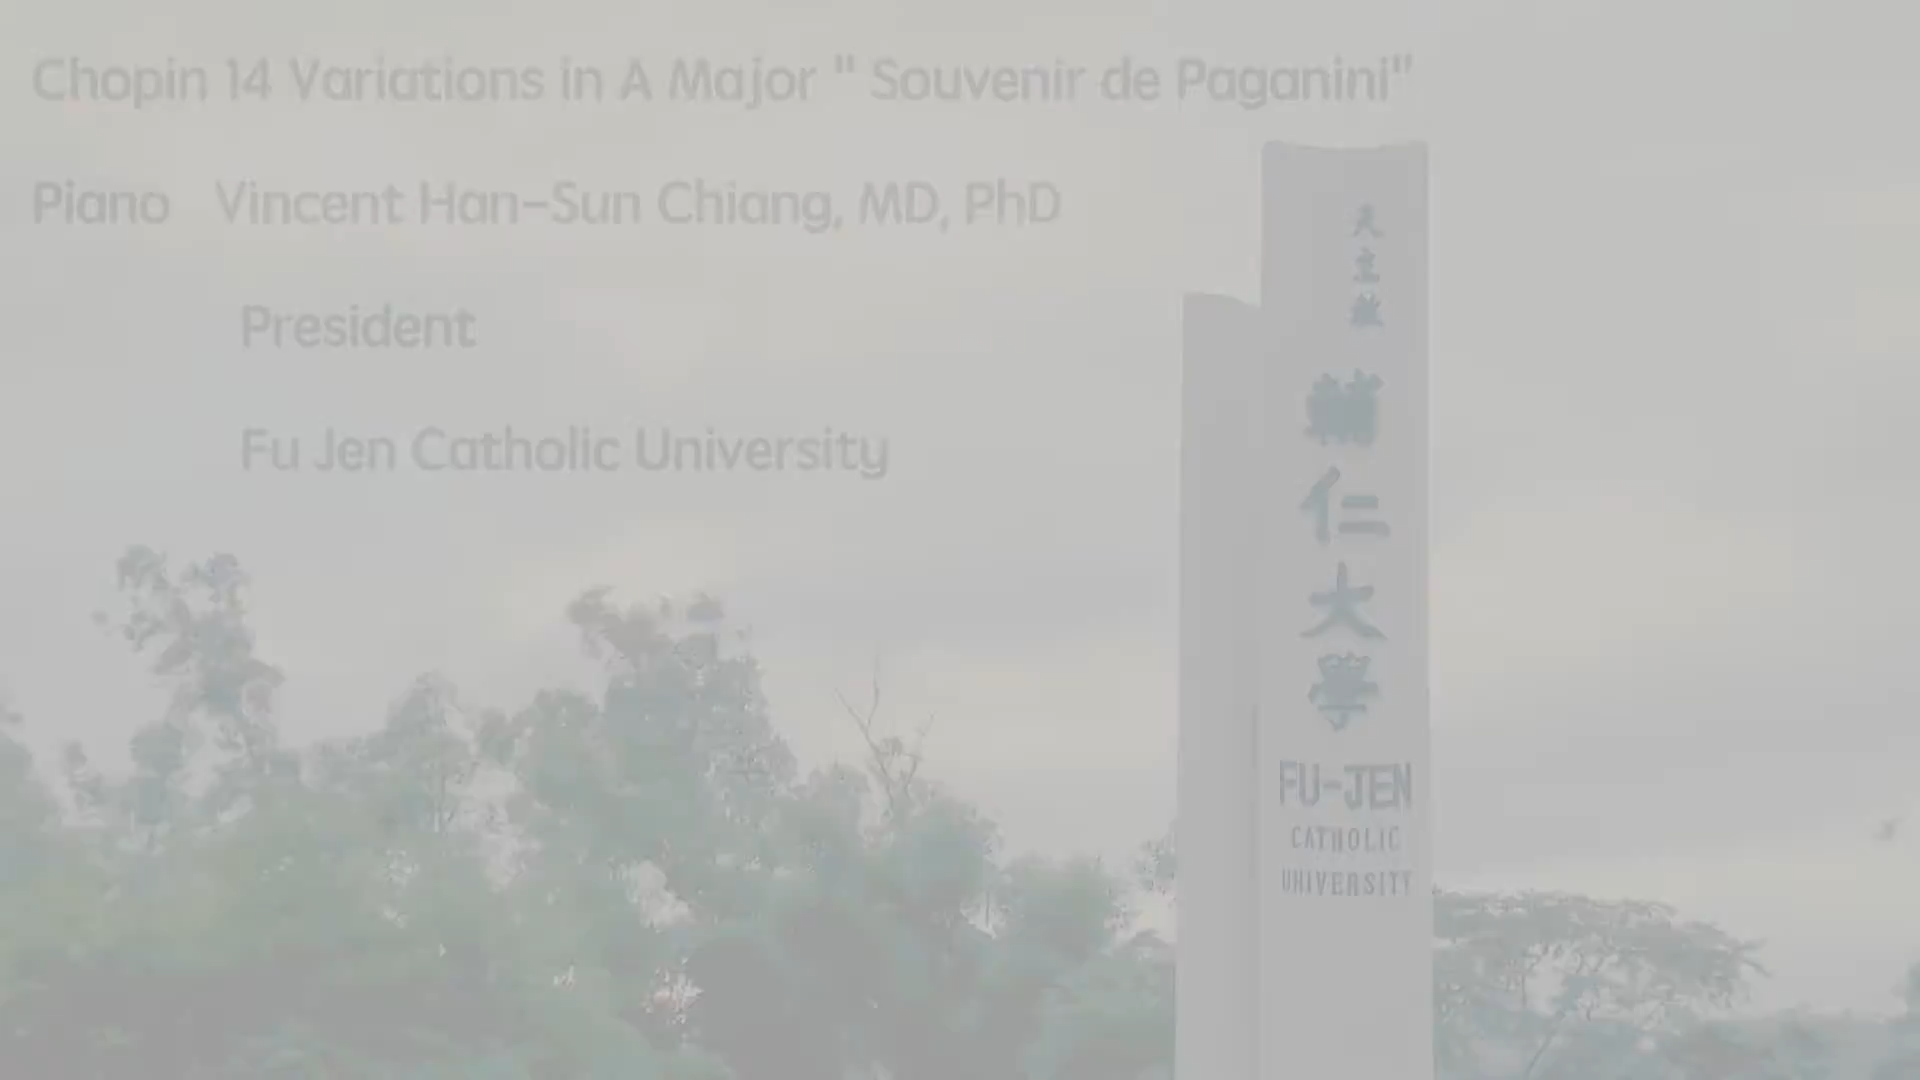 Chopin 14 Variations in A Major " Souvenir de Paganini"
Piano Vincent Han-Sun Chiang, MD, PhD
President
Fu Jen Catholic University
天主教
輔仁大學
FU-JEN
CATHOLIC
UNIVERSITY